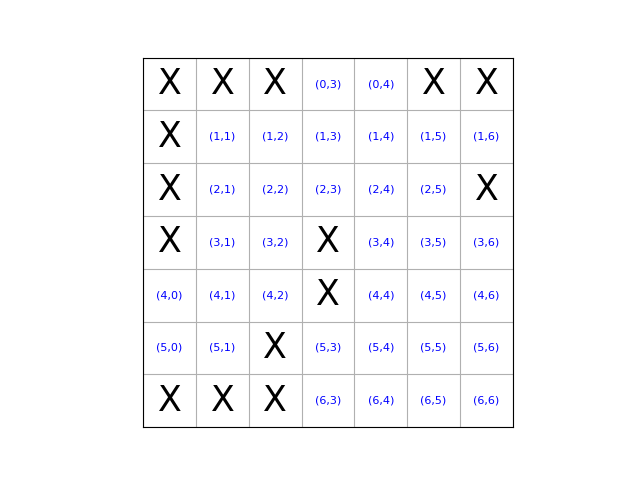 X X X (0,3) (0,4) X X
X (1,1) (1,2) (1,3) (1,4) (1,5) (1,6)
X (2,1) (2,2) (2,3) (2,4) (2,5) X
X (3,1) (3,2) X (3,4) (3,5) (3,6)
(4,0) (4,1) (4,2) X (4,4) (4,5) (4,6)
(5,0) (5,1) X (5,3) (5,4) (5,5) (5,6)
X X X (6,3) (6,4) (6,5) (6,6)